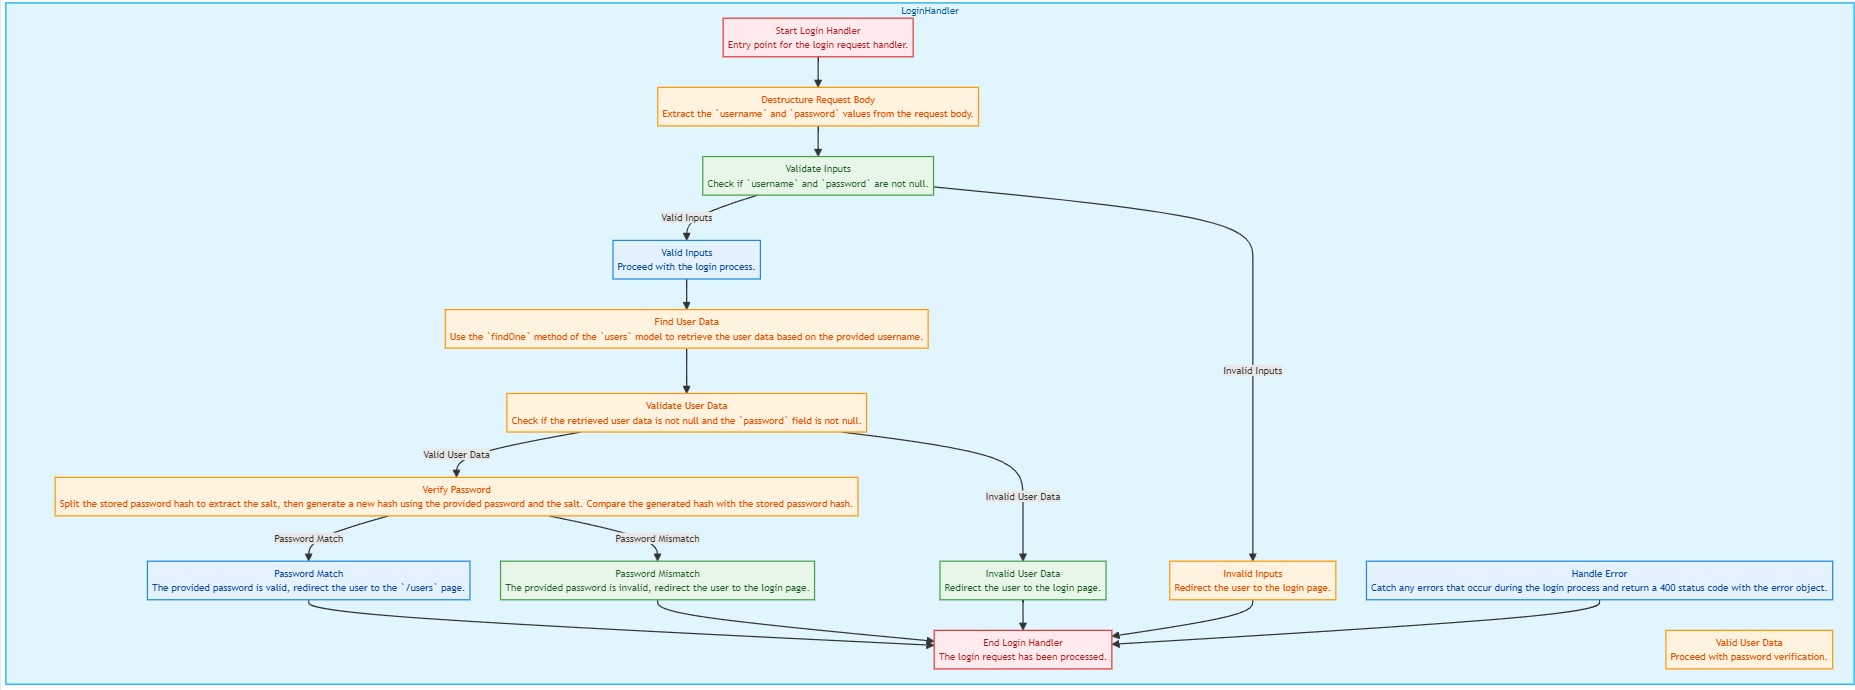 LoginHandler
Start Login Handler
Entry point for the login request handler.
Destructure Request Body
Extract the `username` and `password` values from the request body.
Validate Inputs
Check if `username` and `password` are not null.
Valid Inputs
Valid Inputs
Proceed with the login process.
Find User Data
Use the `findOne` method of the `users` model to retrieve the user data based on the provided username.
Invalid Inputs
Validate User Data
Check if the retrieved user data is not null and the `password` field is not null.
Valid User Data
Verify Password
Split the stored password hash to extract the salt, then generate a new hash using the provided password and the salt. Compare the generated hash with the stored password hash.
Invalid User Data
Password Match
Password Mismatch
Password Match
The provided password is valid, redirect the user to the `/users` page.
Password Mismatch
The provided password is invalid, redirect the user to the login page.
Invalid User Data
Redirect the user to the login page.
Invalid Inputs
Redirect the user to the login page.
Handle Error
Catch any errors that occur during the login process and return a 400 status code with the error object.
End Login Handler
The login request has been processed.
Valid User Data
Proceed with password verification.